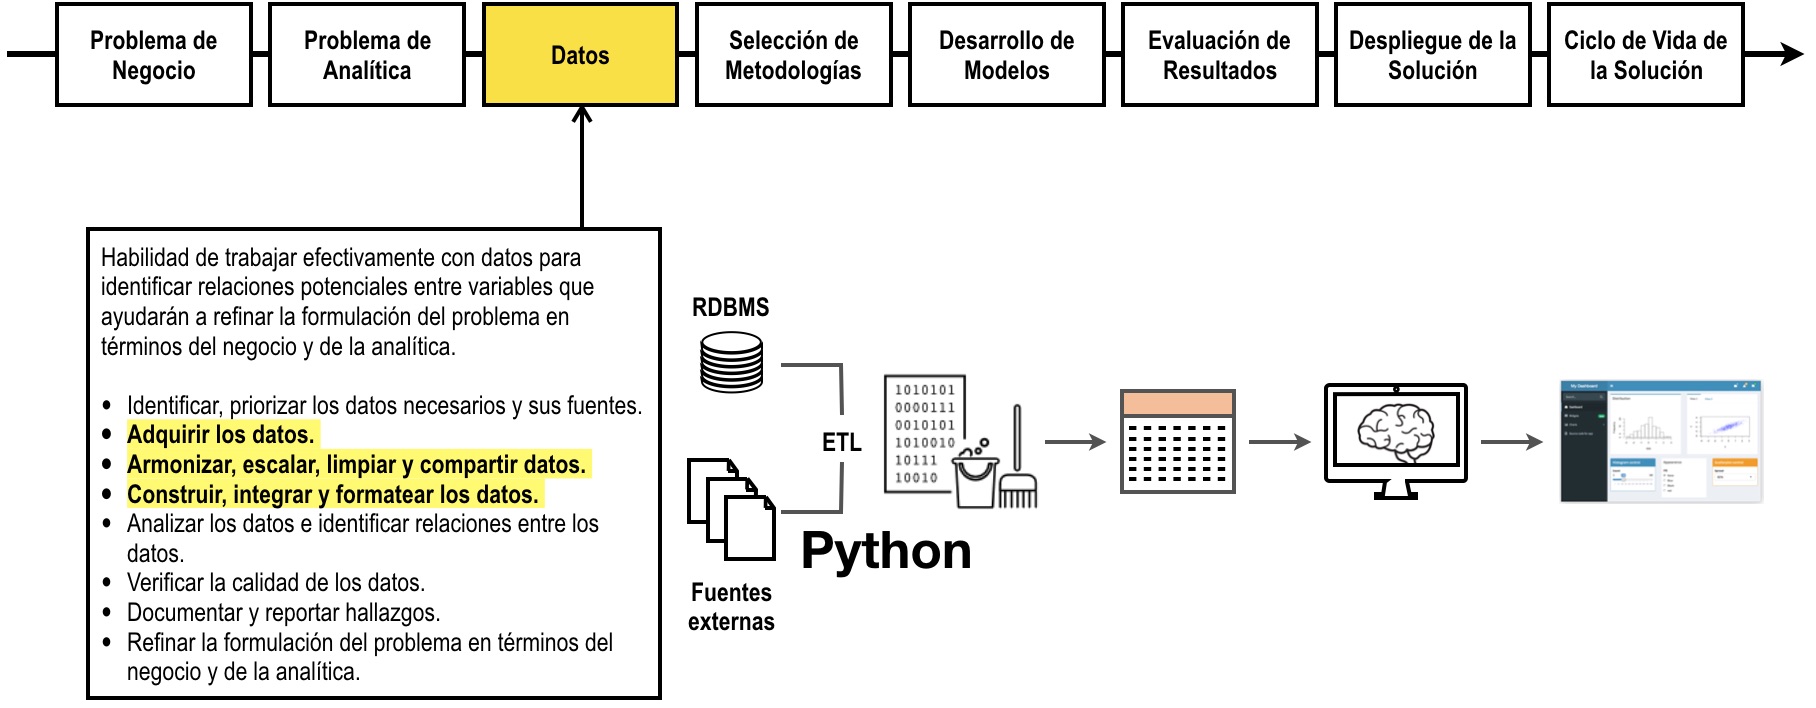 Problema de
Negocio
Problema de
Analítica
Datos
Selección de
Metodologías
Desarrollo de
Modelos
Evaluación de
Resultados
Despliegue de la
Solución
Ciclo de Vida de
la Solución
Habilidad de trabajar efectivamente con datos para
identificar relaciones potenciales entre variables que
ayudarán a refinar la formulación del problema en
términos del negocio y de la analítica.
• Identificar, priorizar los datos necesarios y sus fuentes.
• Adquirir los datos.
• Armonizar, escalar, limpiar y compartir datos.
• Construir, integrar y formatear los datos.
• Analizar los datos e identificar relaciones entre los
datos.
• Verificar la calidad de los datos.
• Documentar y reportar hallazgos.
• Refinar la formulación del problema en términos del
negocio y de la analítica.
RDBMS
Fuentes
externas
ETL
Python
1010101
0000111
0010101
1010010
10111
10010
My Dashboard